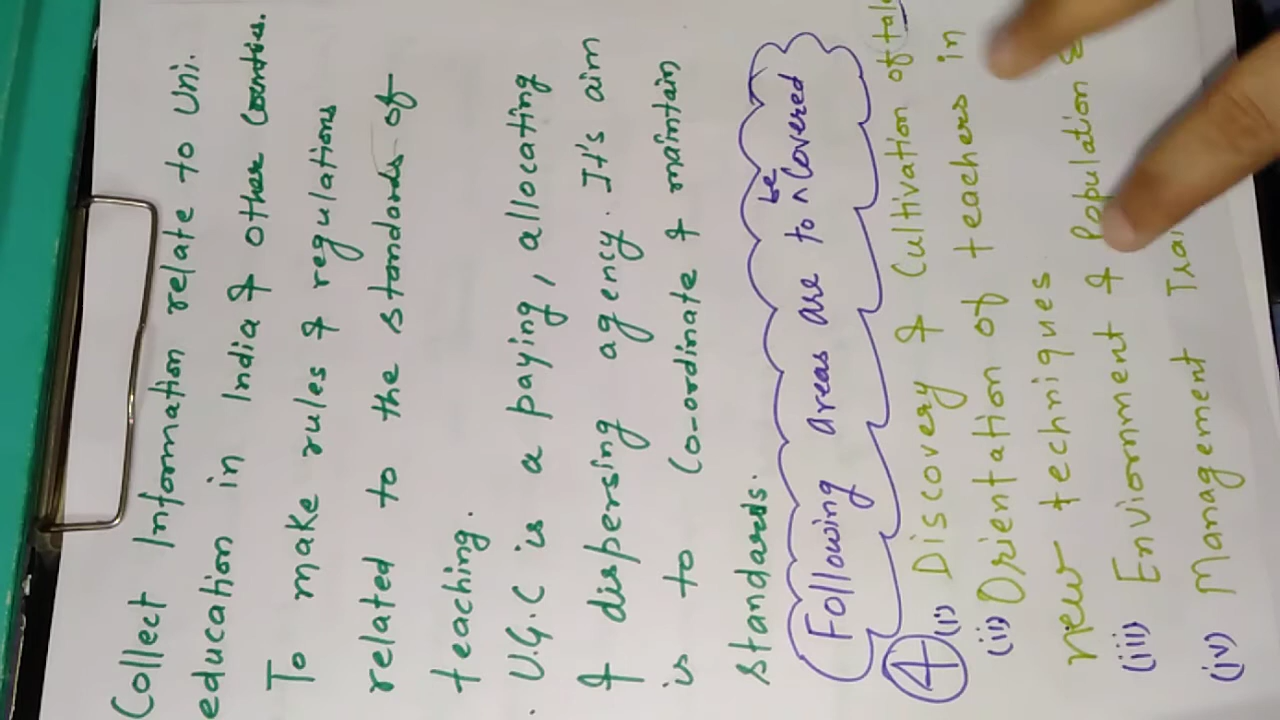 Collect Information relate to Uni.
education in India & other countries.
To make rules & regulations
related to the standards of
teaching.
. U.G.C is a paying, allocating
& dispersing agency. It's aim
is to Co-ordinate & maintain
standards.
Following areas are to be ^ Covered
A (i) Discovery & Cultivation of tal
(ii) Orientation of teachers in
new techniques
(iii) Enviornment & Population &
(iv) Management Trai